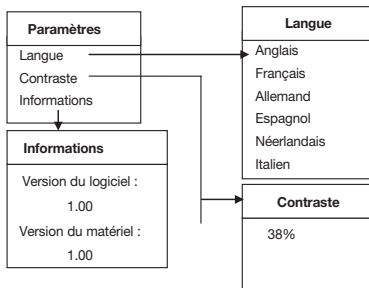 Paramètres
Langue
Contraste
Informations
Langue
Anglais
Français
Allemand
Espagnol
Néerlandais
Italien
Informations
Version du logiciel :
1.00
Version du matériel :
1.00
Contraste
38%